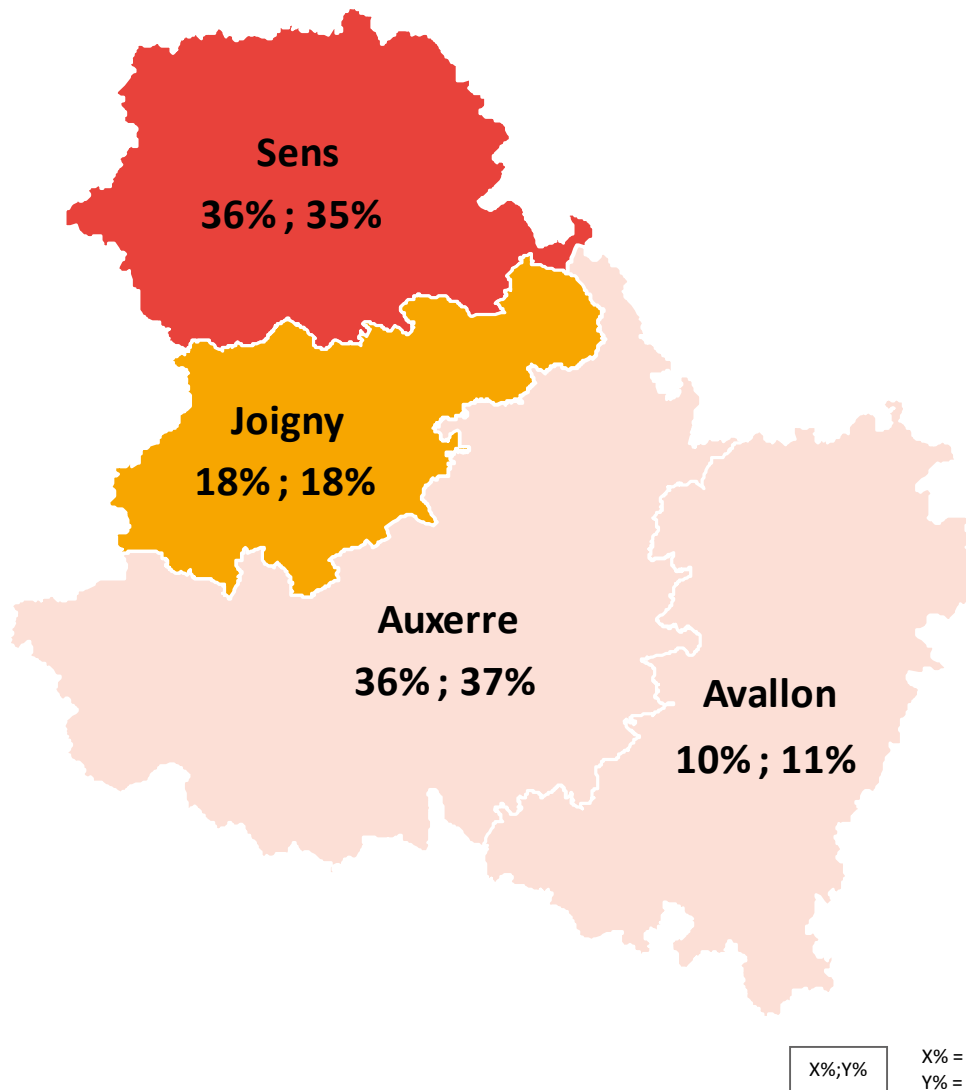 Sens
36% ; 35%
Joigny
18% ; 18%
Auxerre
36% ; 37%
Avallon
10% ; 11%
X%;Y%
X% =
Y% =